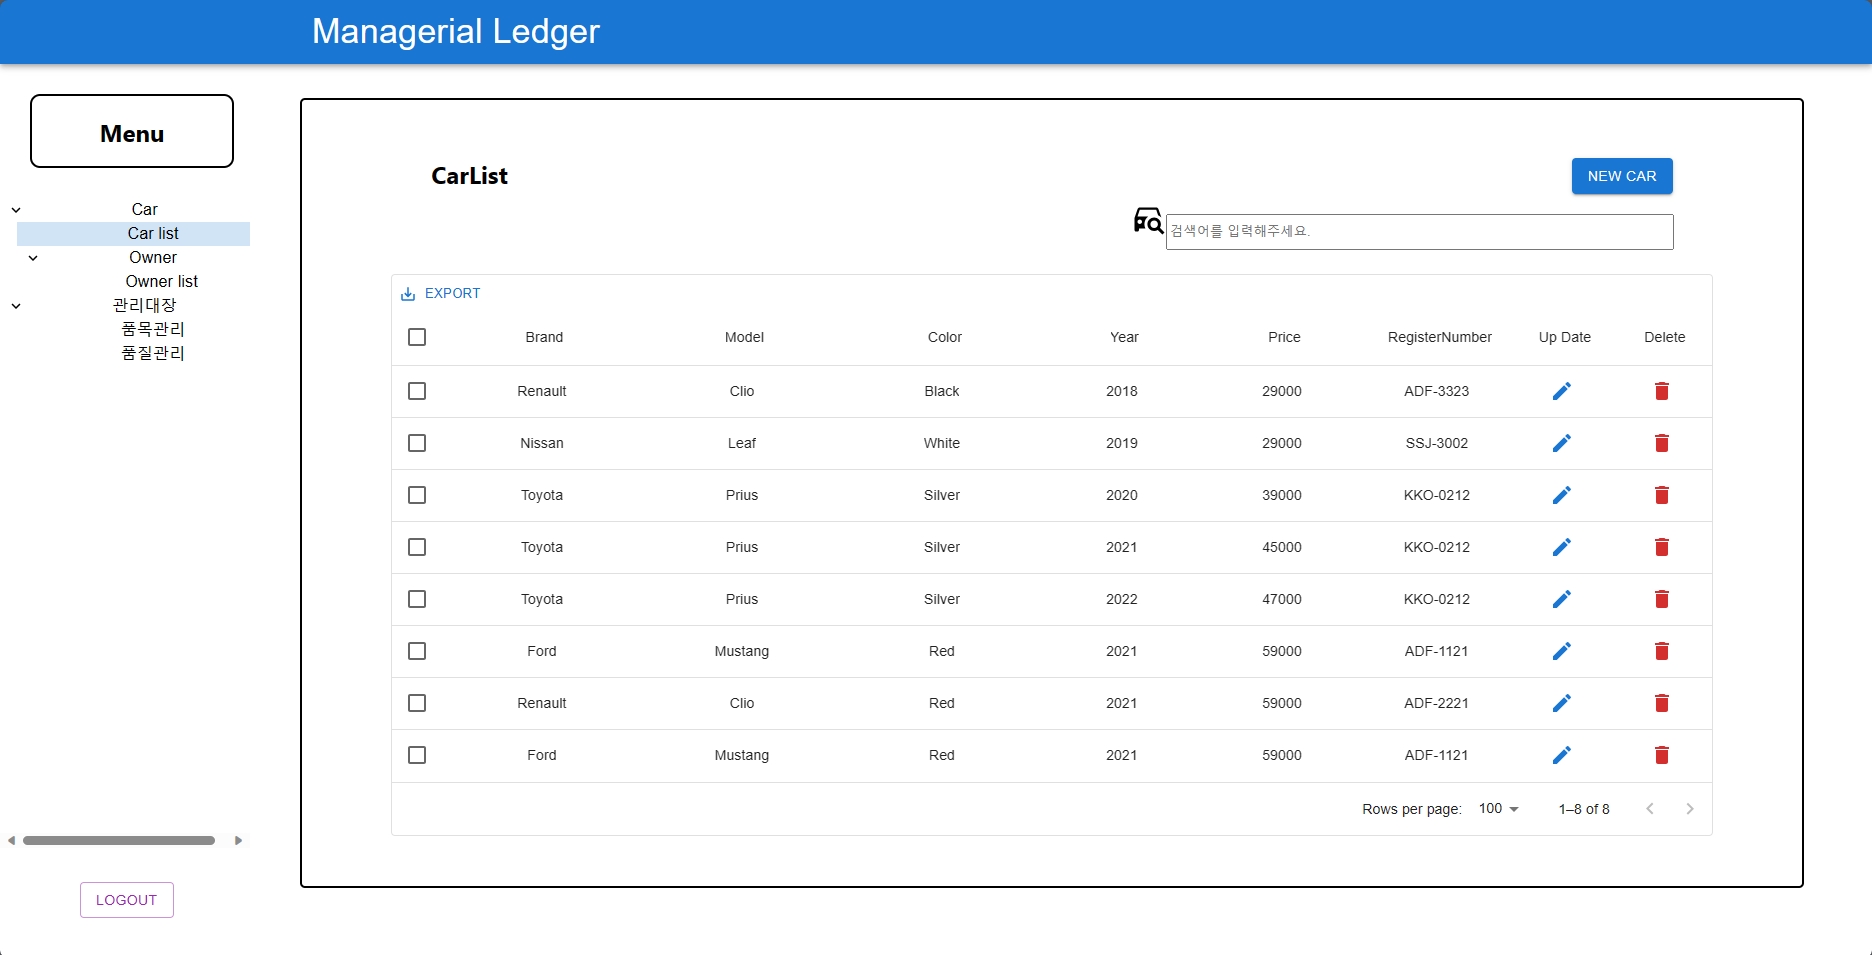 Managerial Ledger
Menu
Car
Car list
Owner
Owner list
관리대장
품목관리
품질관리
LOGOUT
CarList
NEW CAR
검색어를 입력해주세요.
EXPORT
Brand Model Color Year Price RegisterNumber Up Date Delete
Renault Clio Black 2018 29000 ADF-3323
Nissan Leaf White 2019 29000 SSJ-3002
Toyota Prius Silver 2020 39000 KKO-0212
Toyota Prius Silver 2021 45000 KKO-0212
Toyota Prius Silver 2022 47000 KKO-0212
Ford Mustang Red 2021 59000 ADF-1121
Renault Clio Red 2021 59000 ADF-2221
Ford Mustang Red 2021 59000 ADF-1121
Rows per page: 100 1–8 of 8